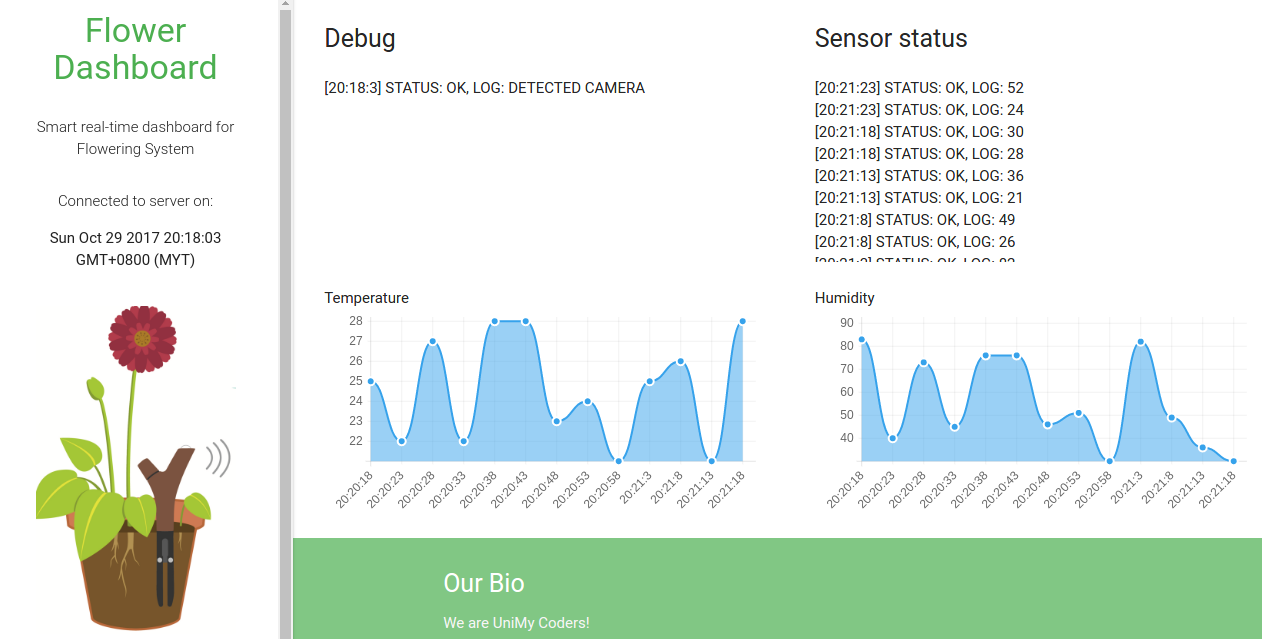 Flower
Dashboard
Smart real-time dashboard for
Flowering System
Connected to server on:
Sun Oct 29 2017 20:18:03
GMT+0800 (MYT)
Debug
[20:18:3] STATUS: OK, LOG: DETECTED CAMERA
Sensor status
[20:21:23] STATUS: OK, LOG: 52
[20:21:23] STATUS: OK, LOG: 24
[20:21:18] STATUS: OK, LOG: 30
[20:21:18] STATUS: OK, LOG: 28
[20:21:13] STATUS: OK, LOG: 36
[20:21:13] STATUS: OK, LOG: 21
[20:21:8] STATUS: OK, LOG: 49
[20:21:8] STATUS: OK, LOG: 26
Temperature
28
27
26
25
24
23
22
20:20:18
20:20:23
20:20:28
20:20:33
20:20:38
20:20:43
20:20:48
20:20:53
20:20:58
20:21:3
20:21:8
20:21:13
20:21:18
Humidity
90
80
70
60
50
40
20:20:18
20:20:23
20:20:28
20:20:33
20:20:38
20:20:43
20:20:48
20:20:53
20:20:58
20:21:3
20:21:8
20:21:13
20:21:18
Our Bio
We are UniMy Coders!